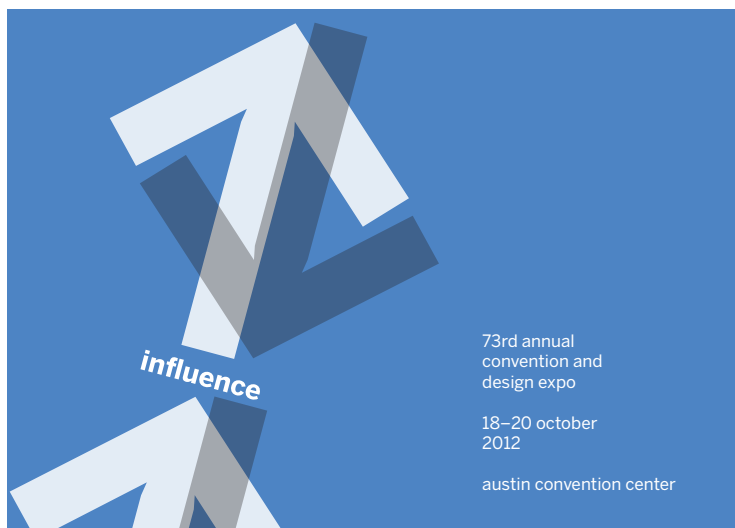 influence
73rd annual
convention and
design expo
18–20 october
2012
austin convention center